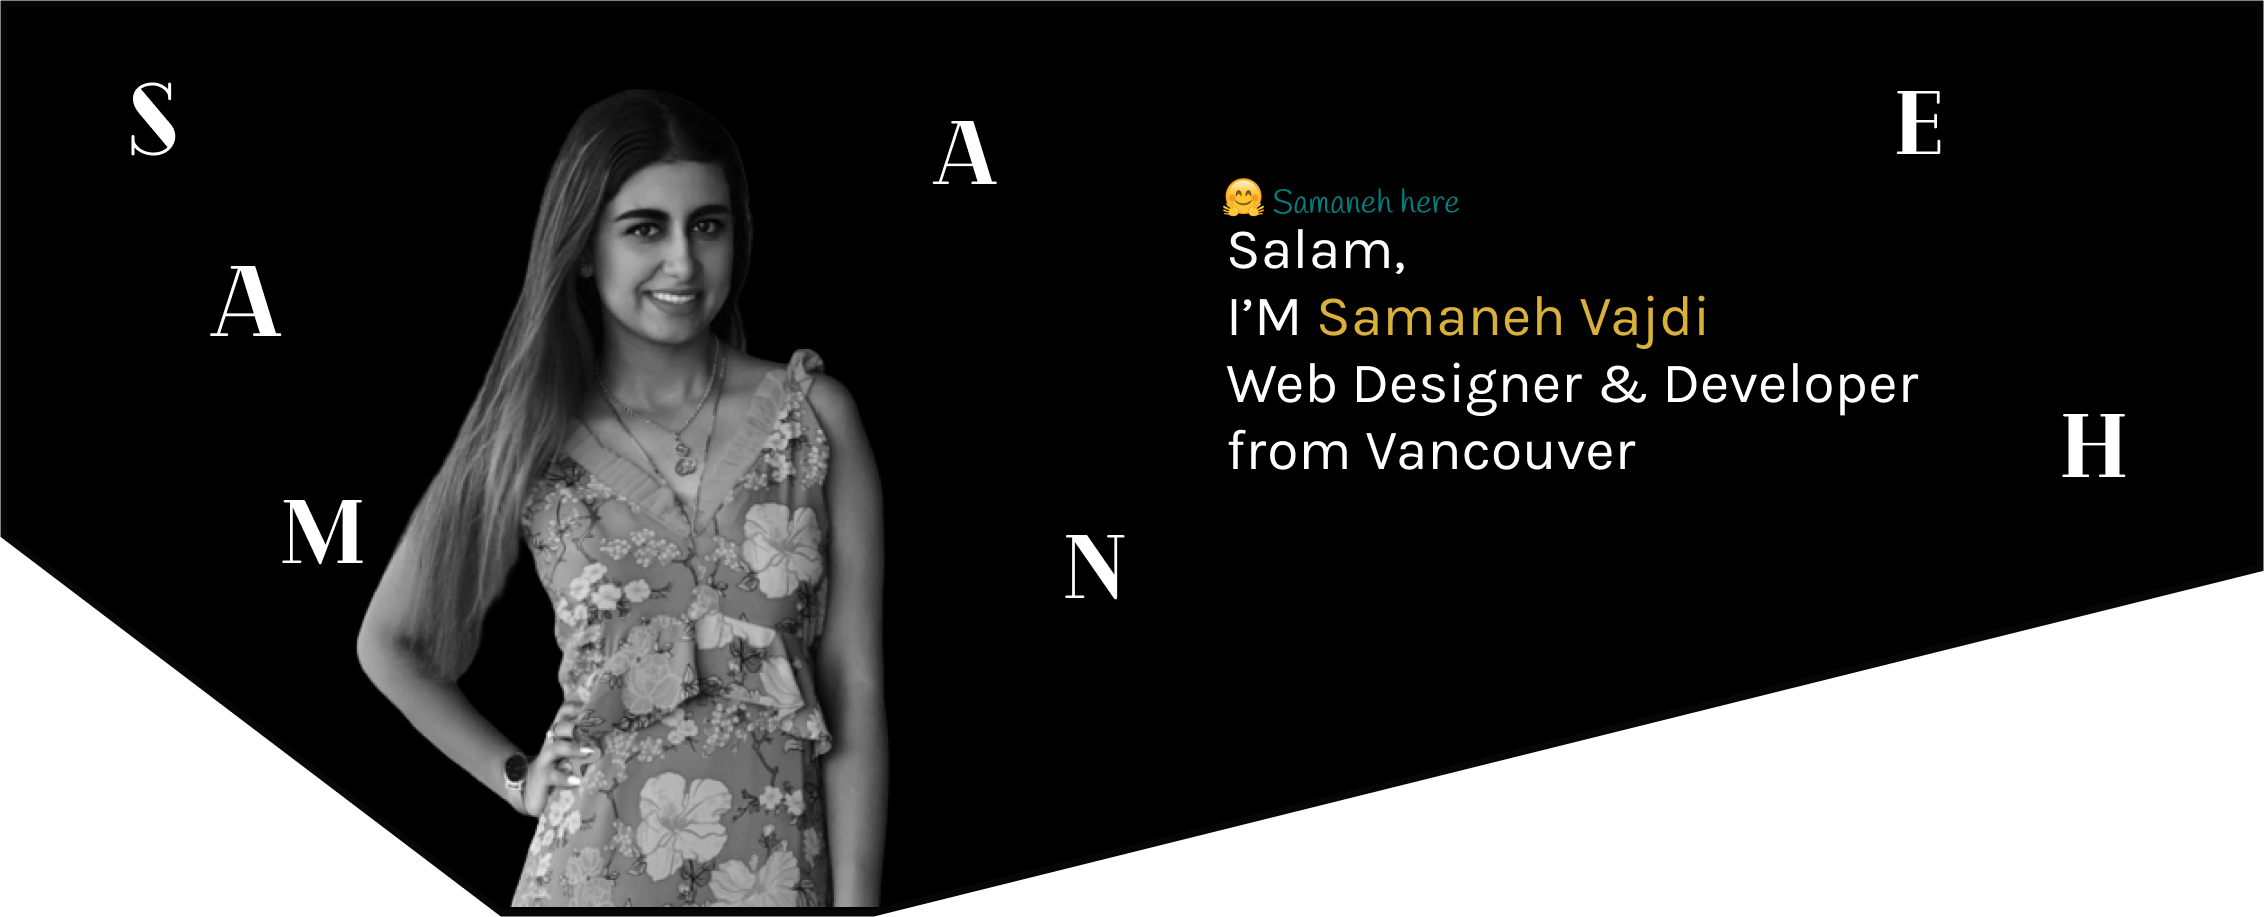 S
A
M
A
N
E
H
🤗 Samaneh here
Salam,
I’M Samaneh Vajdi
Web Designer & Developer
from Vancouver